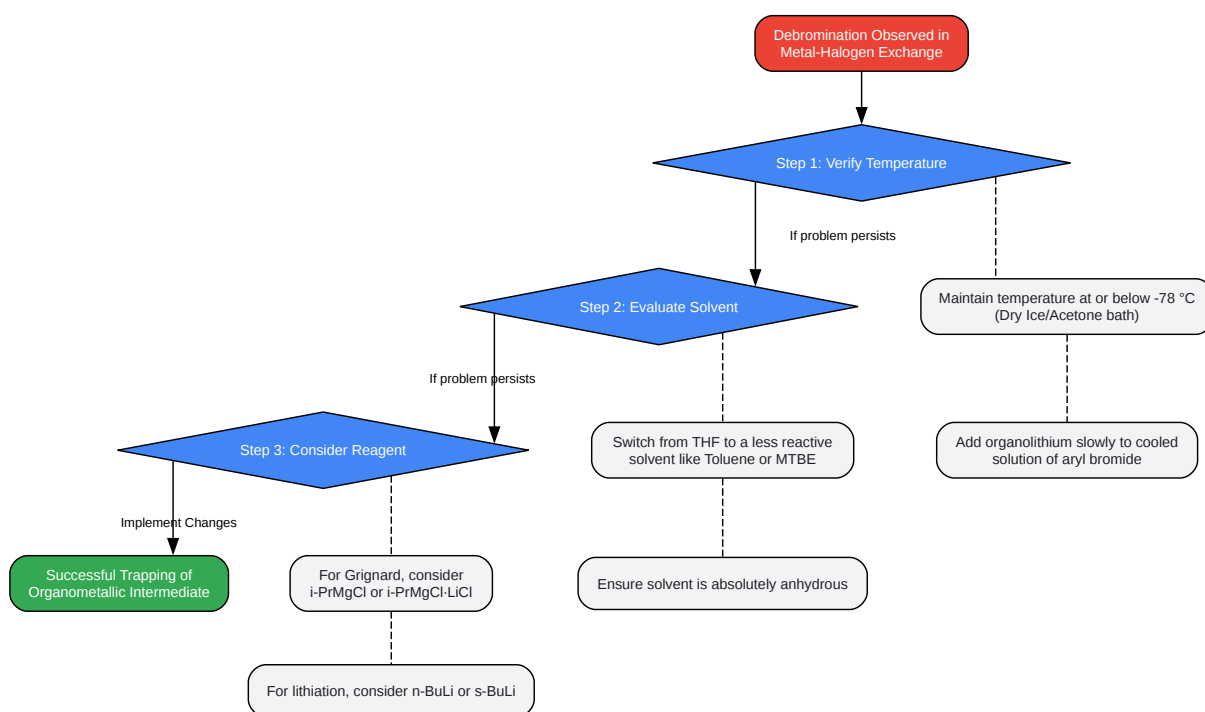 Debromination Observed in
Metal-Halogen Exchange
Step 1: Verify Temperature
If problem persists
Maintain temperature at or below -78 °C
(Dry Ice/Acetone bath)
Step 2: Evaluate Solvent
If problem persists
Switch from THF to a less reactive
solvent like Toluene or MTBE
Add organolithium slowly to cooled
solution of aryl bromide
Step 3: Consider Reagent
Implement Changes
Successful Trapping of
Organometallic Intermediate
For Grignard, consider
i-PrMgCl or i-PrMgCl·LiCl
Ensure solvent is absolutely anhydrous
For lithiation, consider n-BuLi or s-BuLi